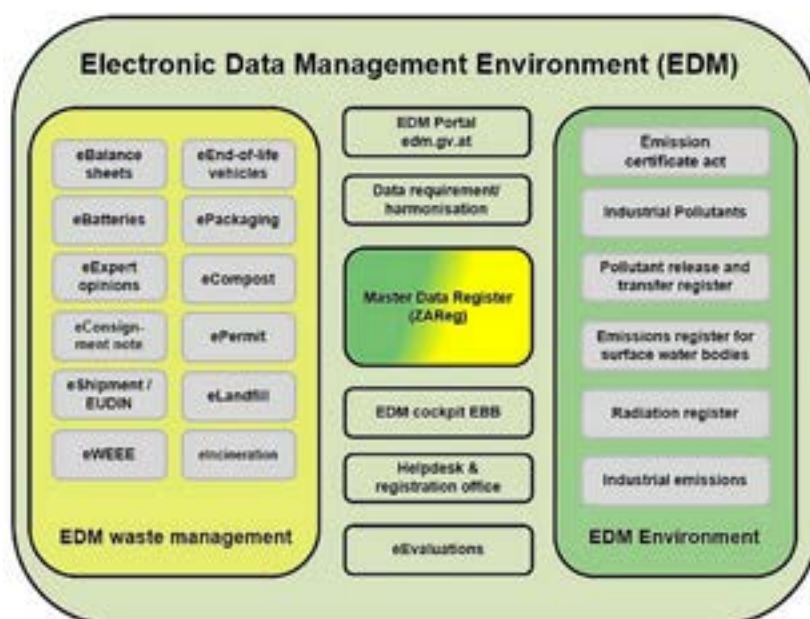 Electronic Data Management Environment (EDM)
eBalance
sheets
eEnd-of-life
vehicles
eBatteries
ePackaging
eExpert
opinions
eCompost
eConsign-
ment note
ePermit
eShipment /
EUDIN
eLandfill
eWEEE
eIncineration
EDM waste management
EDM Portal
edm.gv.at
Data requirement/
harmonisation
Master Data Register
(ZAReg)
EDM cockpit EBB
Helpdesk &
registration office
eEvaluations
Emission
certificate act
Industrial Pollutants
Pollutant release and
transfer register
Emissions register for
surface water bodies
Radiation register
Industrial emissions
EDM Environment